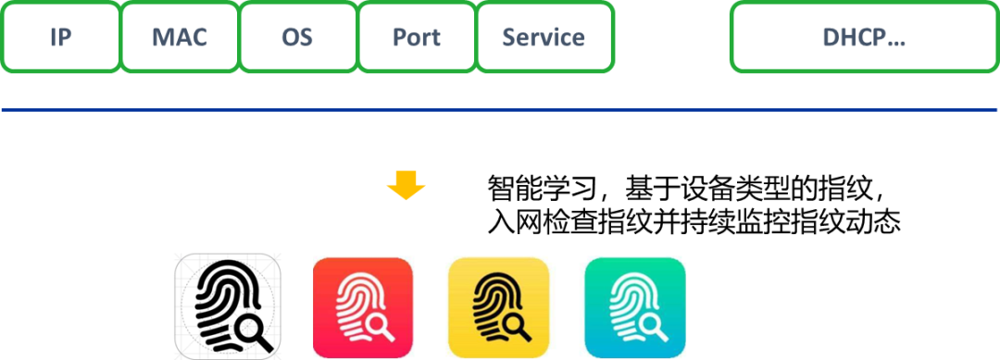 IP MAC OS Port Service DHCP...
智能学习，基于设备类型的指纹，
入网检查指纹并持续监控指纹动态